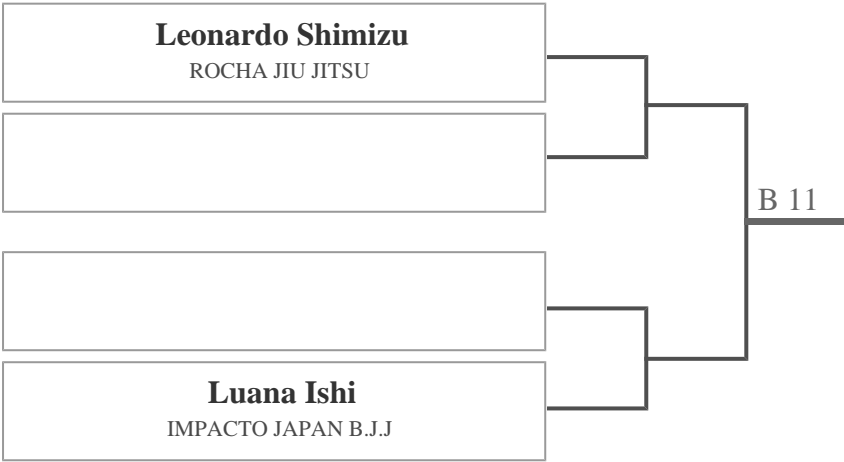 Leonardo Shimizu
ROCHA JIU JITSU
B 11
Luana Ishi
IMPACTO JAPAN B.J.J